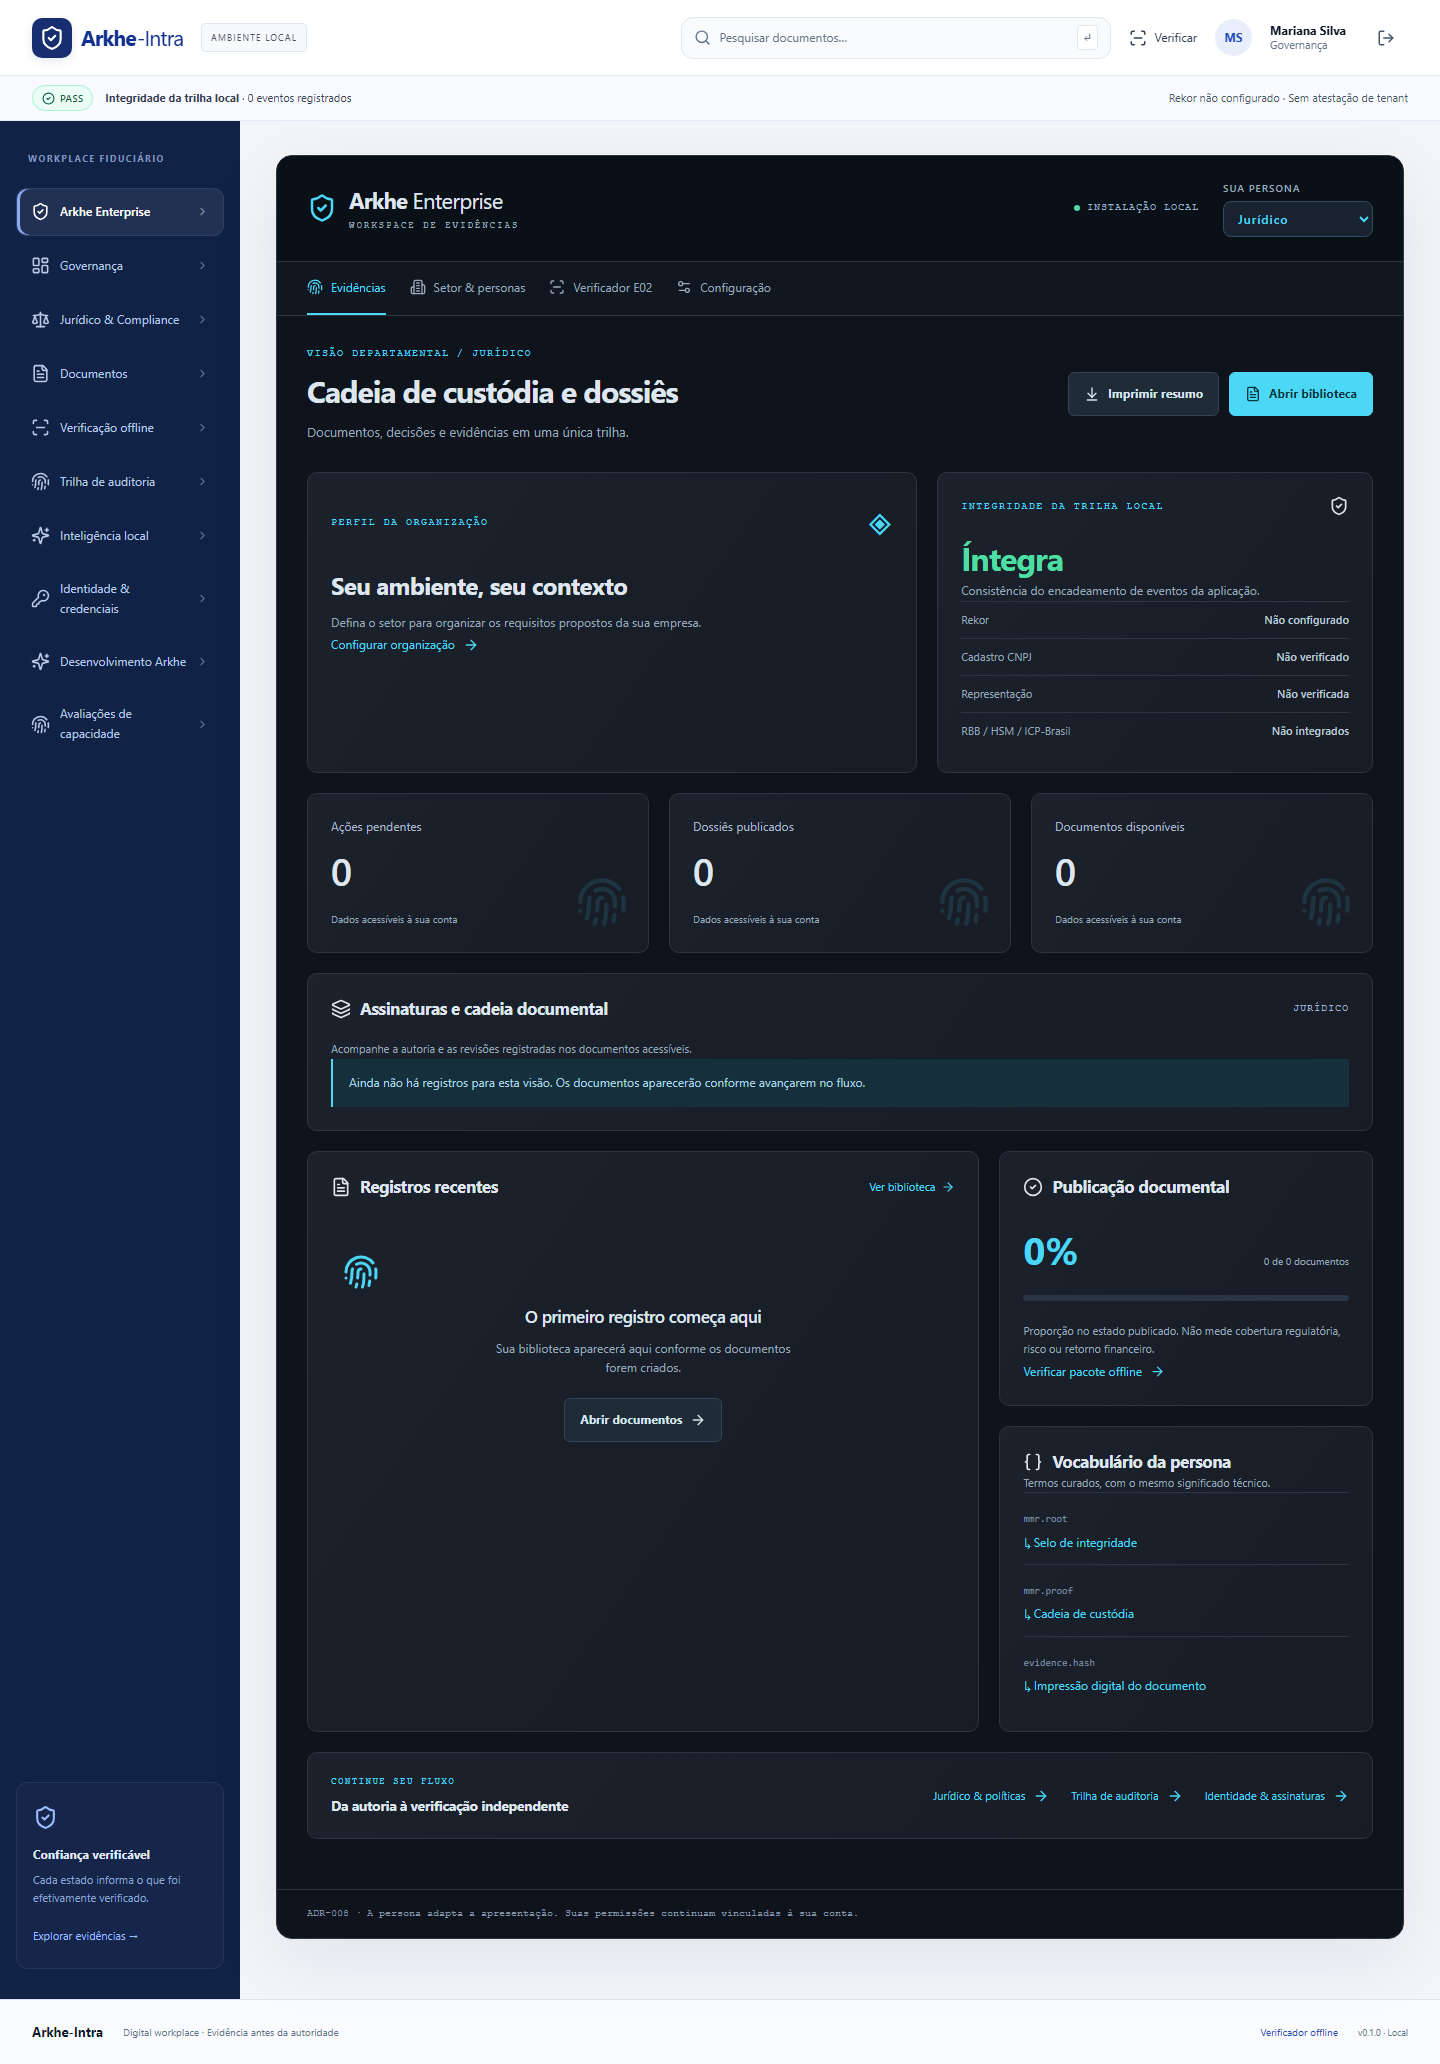 Arkhe-Intra
AMBIENTE LOCAL
Pesquisar documentos...
↵
Verificar
MS
Mariana Silva
Governança
PASS
Integridade da trilha local · 0 eventos registrados
Rekor não configurado · Sem atestação de tenant
WORKPLACE FIDUCIÁRIO
Arkhe Enterprise
Governança
Jurídico & Compliance
Documentos
Verificação offline
Trilha de auditoria
Inteligência local
Identidade &
credenciais
Desenvolvimento Arkhe
Avaliações de
capacidade
Confiança verificável
Cada estado informa o que foi
efetivamente verificado.
Explorar evidências →
Arkhe Enterprise
WORKSPACE DE EVIDÊNCIAS
INSTALAÇÃO LOCAL
SUA PERSONA
Jurídico
Evidências
Setor & personas
Verificador E02
Configuração
VISÃO DEPARTAMENTAL / JURÍDICO
Cadeia de custódia e dossiês
Documentos, decisões e evidências em uma única trilha.
Imprimir resumo
Abrir biblioteca
PERFIL DA ORGANIZAÇÃO
Seu ambiente, seu contexto
Defina o setor para organizar os requisitos propostos da sua empresa.
Configurar organização →
INTEGRIDADE DA TRILHA LOCAL
Íntegra
Consistência do encadeamento de eventos da aplicação.
Rekor Não configurado
Cadastro CNPJ Não verificado
Representação Não verificada
RBB / HSM / ICP-Brasil Não integrados
Ações pendentes
0
Dados acessíveis à sua conta
Dossiês publicados
0
Dados acessíveis à sua conta
Documentos disponíveis
0
Dados acessíveis à sua conta
Assinaturas e cadeia documental
JURÍDICO
Acompanhe a autoria e as revisões registradas nos documentos acessíveis.
Ainda não há registros para esta visão. Os documentos aparecerão conforme avançarem no fluxo.
Registros recentes
Ver biblioteca →
O primeiro registro começa aqui
Sua biblioteca aparecerá aqui conforme os documentos
forem criados.
Abrir documentos →
Publicação documental
0%
0 de 0 documentos
Proporção no estado publicado. Não mede cobertura regulatória,
risco ou retorno financeiro.
Verificar pacote offline →
Vocabulário da persona
Termos curados, com o mesmo significado técnico.
mmr.root
↳ Selo de integridade
mmr.proof
↳ Cadeia de custódia
evidence.hash
↳ Impressão digital do documento
CONTINUE SEU FLUXO
Da autoria à verificação independente
Jurídico & políticas →
Trilha de auditoria →
Identidade & assinaturas →
ADR-008 · A persona adapta a apresentação. Suas permissões continuam vinculadas à sua conta.
Arkhe-Intra
Digital workplace · Evidência antes da autoridade
Verificador offline
v0.1.0 · Local